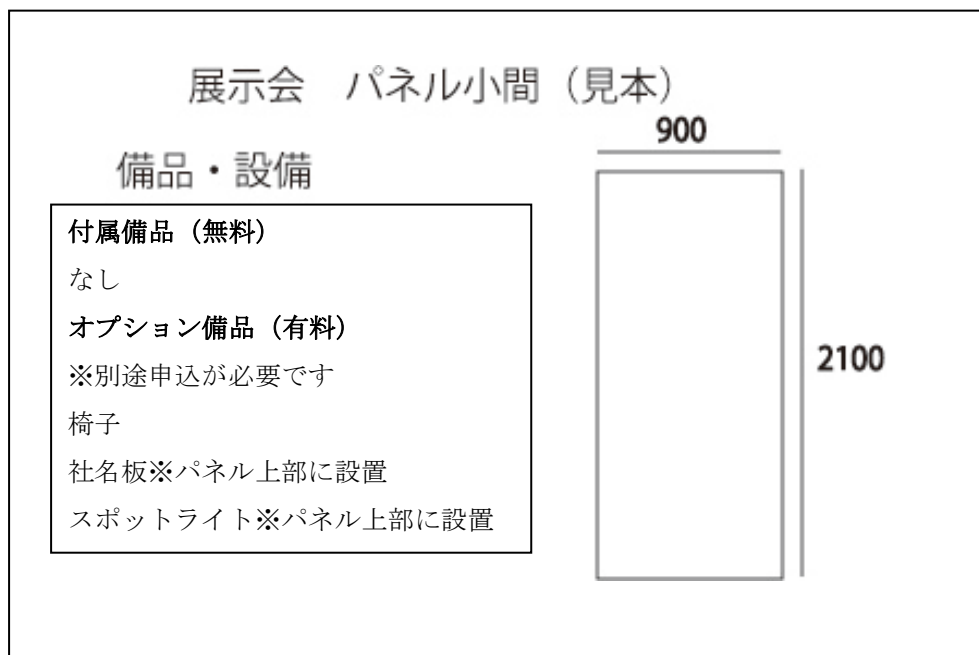 展示会　パネル小間（見本）
備品・設備
付属備品（無料）
なし
オプション備品（有料）
※別途申込が必要です
椅子
社名板※パネル上部に設置
スポットライト※パネル上部に設置
900
2100